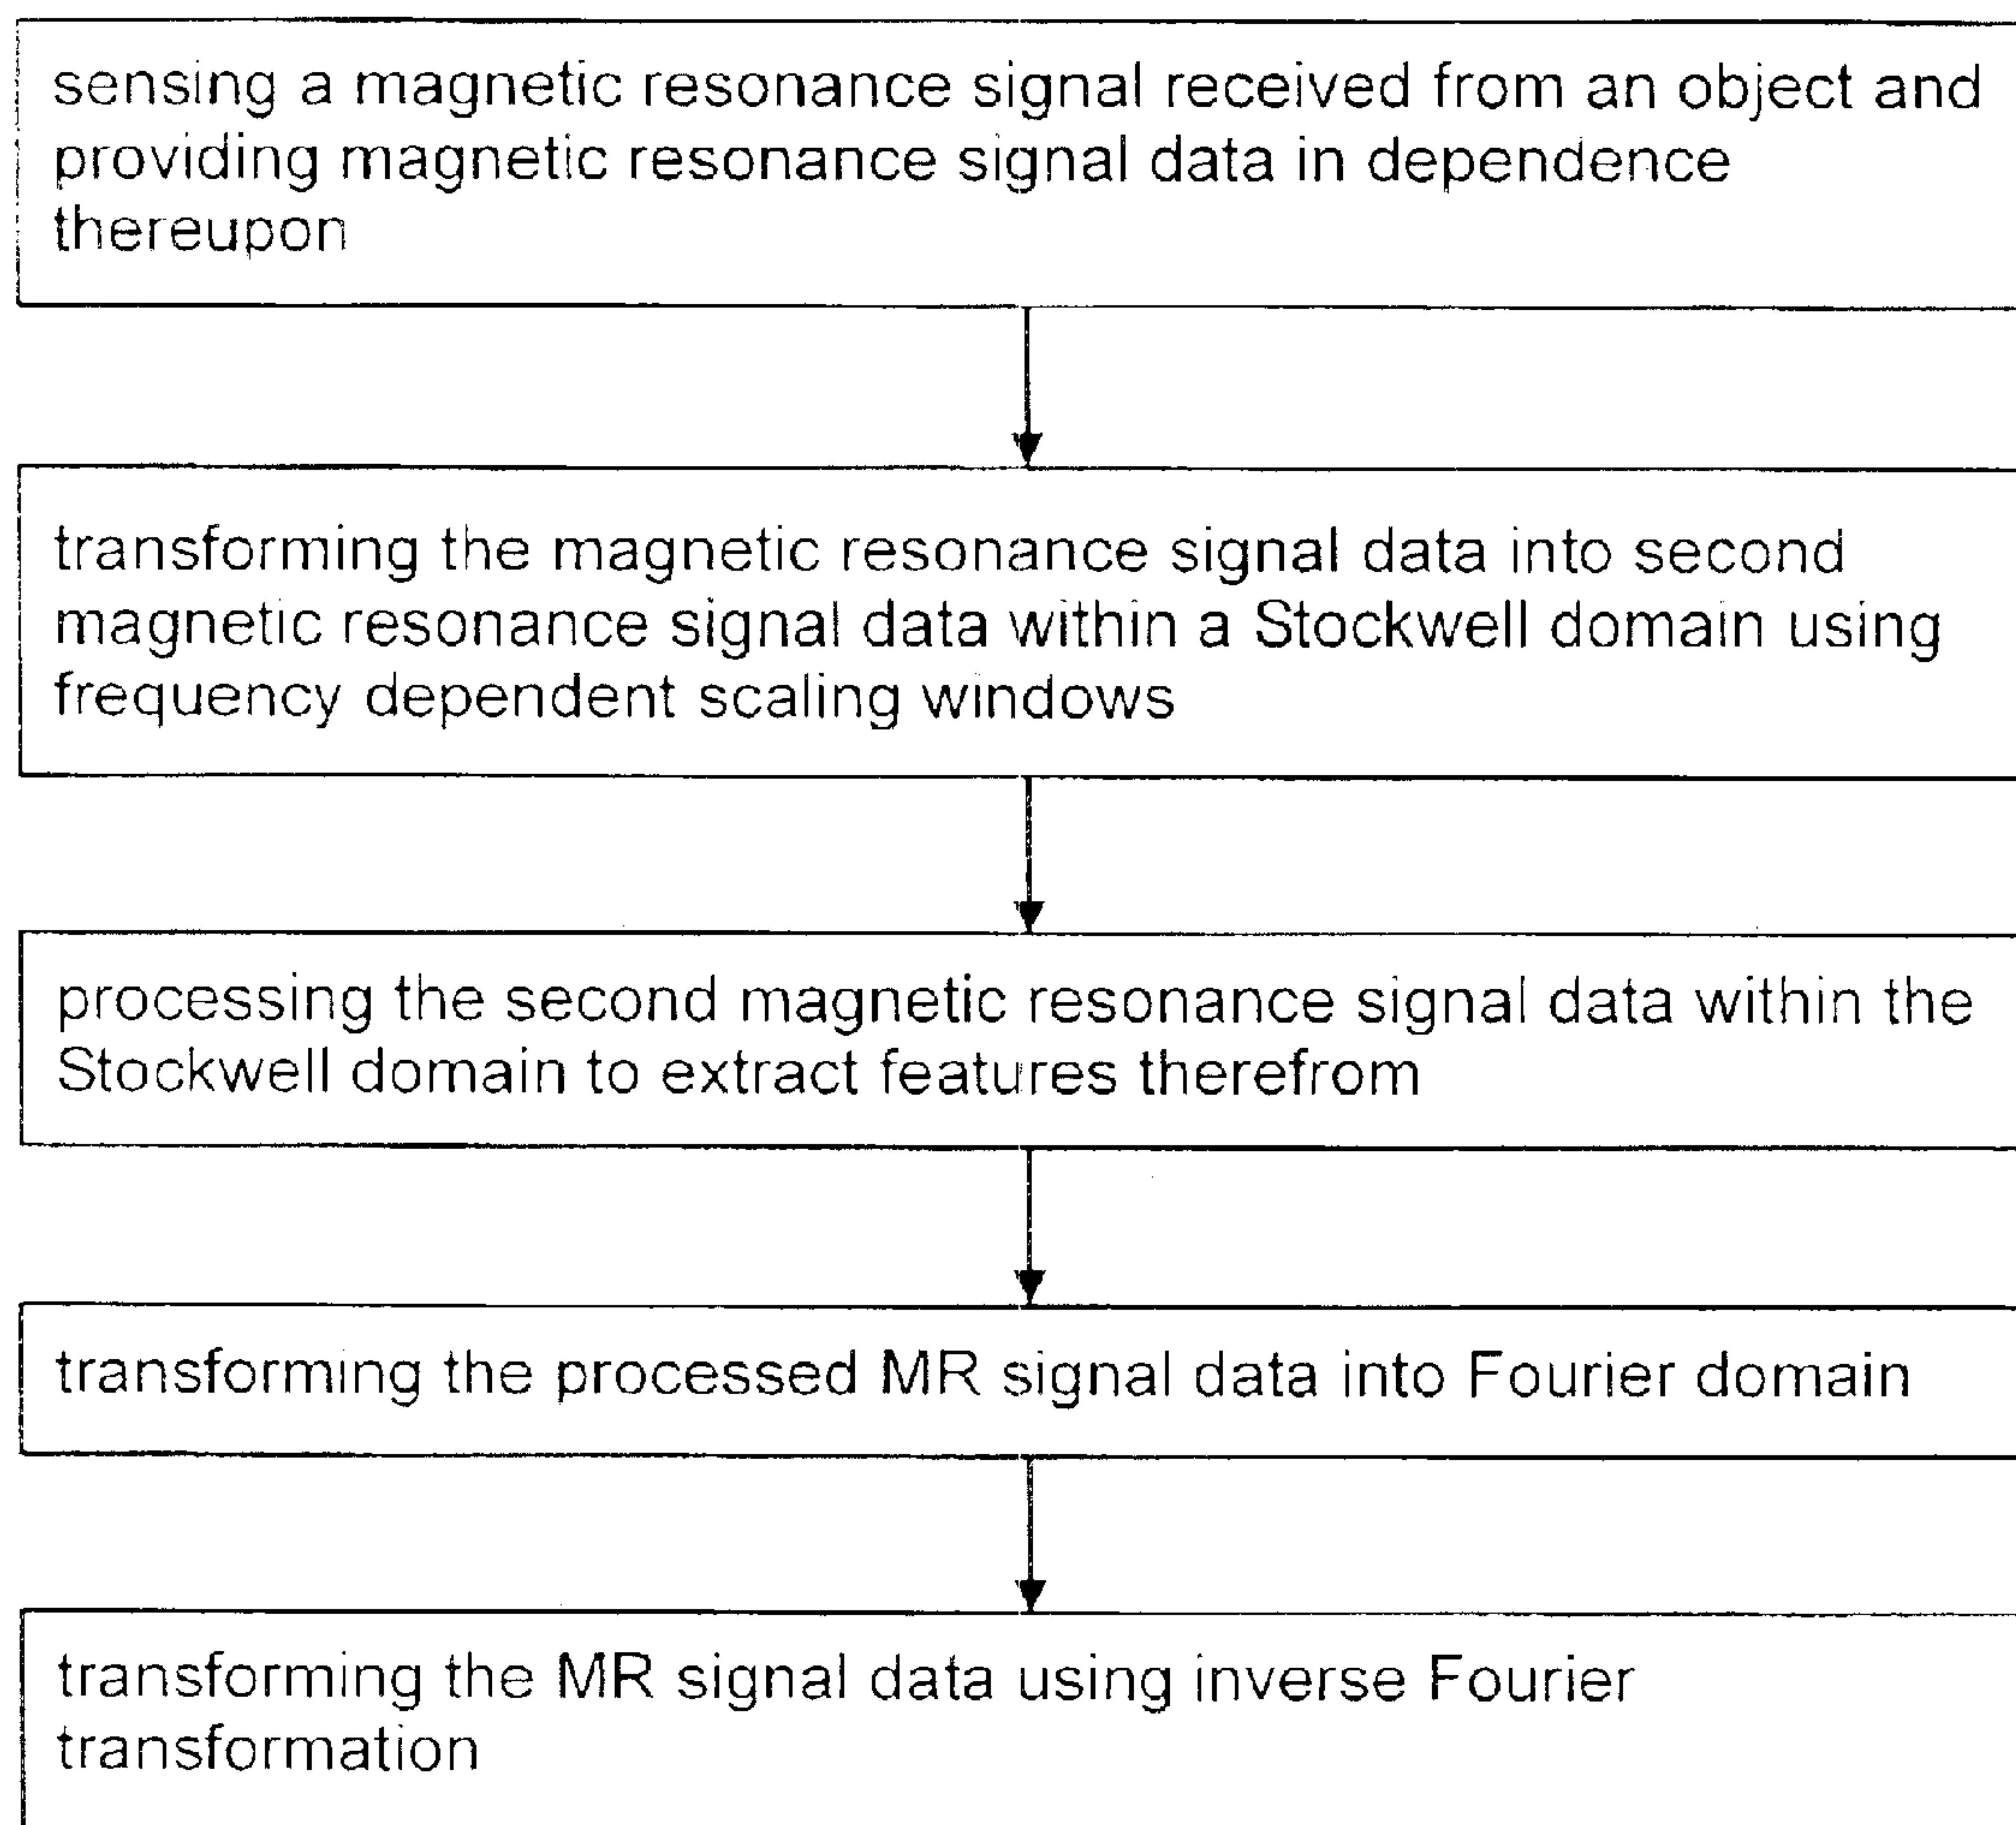 sensing a magnetic resonance signal received from an object and
providing magnetic resonance signal data in dependence
thereupon
transforming the magnetic resonance signal data into second
magnetic resonance signal data within a Stockwell domain using
frequency dependent scaling windows
processing the second magnetic resonance signal data within the
Stockwell domain to extract features therefrom
transforming the processed MR signal data into Fourier domain
transforming the MR signal data using inverse Fourier
transformation